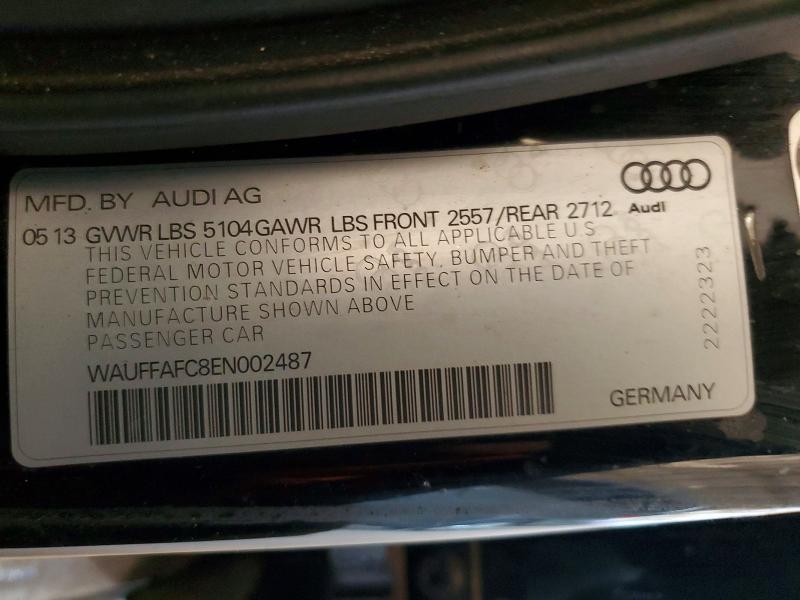 MFD. BY AUDI AG
Audi
05 13 GVWR LBS 5104 GAWR LBS FRONT 2557/REAR 2712
THIS VEHICLE CONFORMS TO ALL APPLICABLE U S
FEDERAL MOTOR VEHICLE SAFETY, BUMPER AND THEFT
PREVENTION STANDARDS IN EFFECT ON THE DATE OF
MANUFACTURE SHOWN ABOVE
PASSENGER CAR
WAUFFAFC8EN002487
GERMANY
2222323